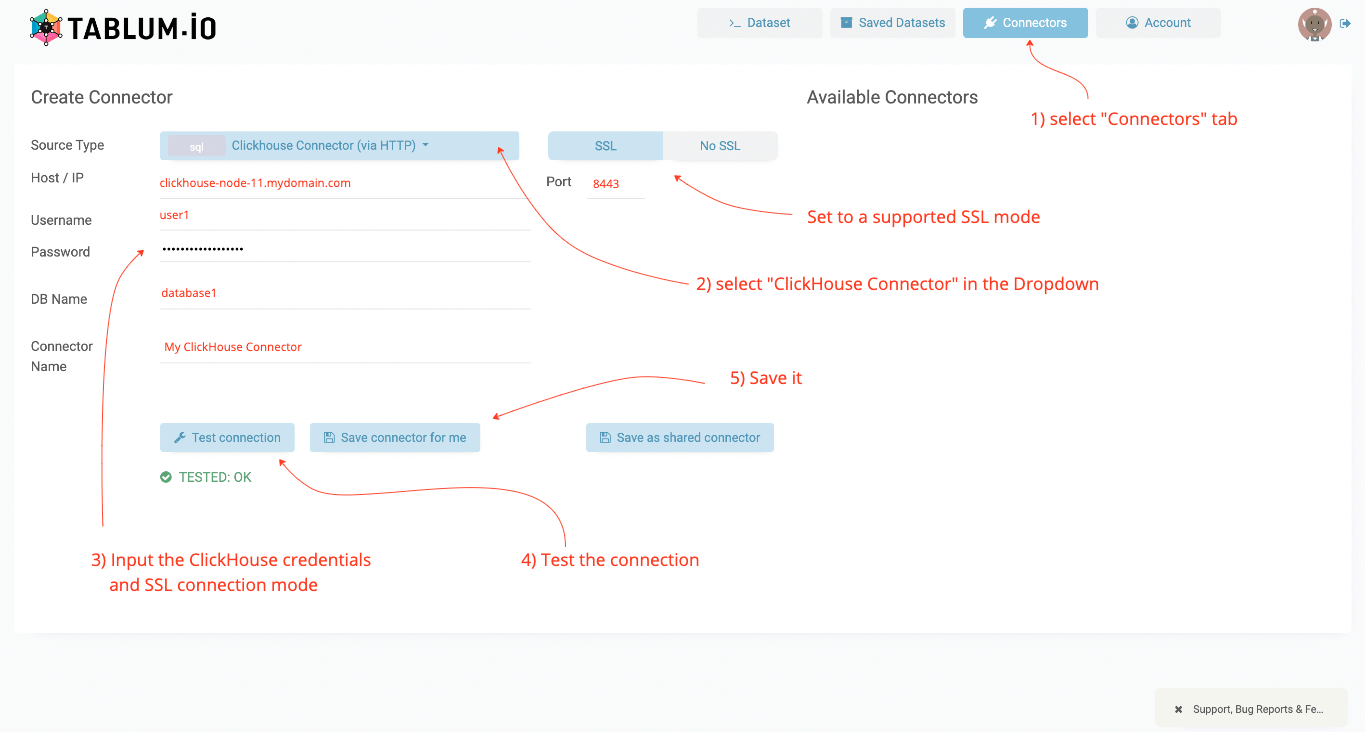 TABLUM.IO
>_ Dataset
Saved Datasets
Connectors
Account
Create Connector
Available Connectors
1) select "Connectors" tab
Source Type
sql
Clickhouse Connector (via HTTP)
SSL
No SSL
Host / IP
clickhouse-node-11.mydomain.com
Port
8443
Username
user1
Set to a supported SSL mode
Password
•••••••••••••••••
2) select "ClickHouse Connector" in the Dropdown
DB Name
database1
Connector
Name
My ClickHouse Connector
5) Save it
Test connection
Save connector for me
Save as shared connector
TESTED: OK
3) Input the ClickHouse credentials
and SSL connection mode
4) Test the connection
Support, Bug Reports & Fe...